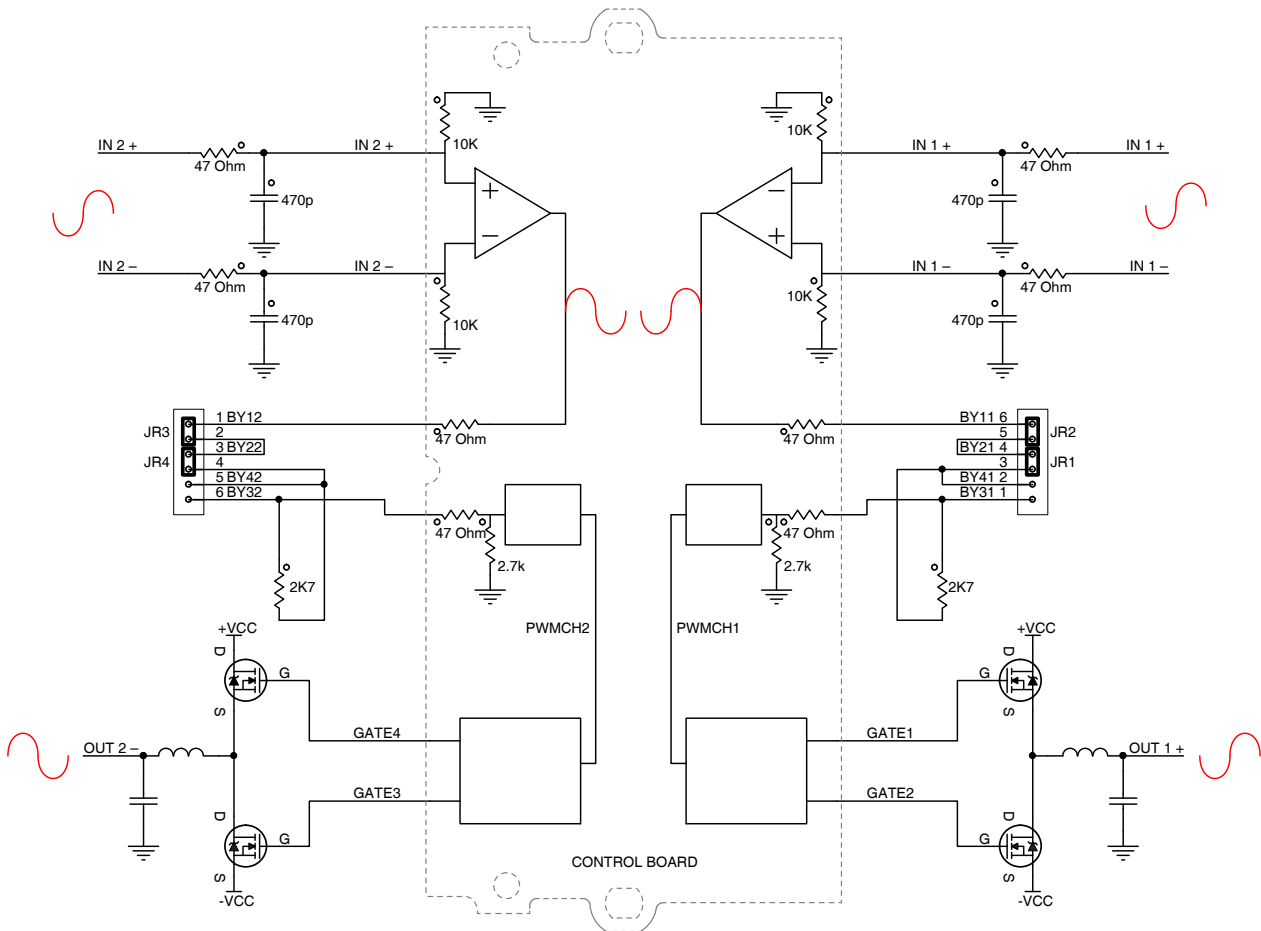 10K
10K
IN 2 +
IN 2 +
IN 1 +
IN 1 +
47 Ohm
47 Ohm
+
−
470p
470p
−
+
IN 2 −
IN 2 −
IN 1 −
IN 1 −
47 Ohm
47 Ohm
10K
10K
470p
470p
1 BY12
BY11 6
JR3
2
47 Ohm
47 Ohm
5
JR2
3 BY22
BY21 4
JR4
4
3
JR1
5 BY42
BY41 2
6 BY32
BY31 1
47 Ohm
47 Ohm
2.7k
2.7k
2K7
2K7
+VCC
PWMCH2
PWMCH1
+VCC
D
D
G
G
S
S
GATE4
GATE1
OUT 2 −
OUT 1 +
GATE3
GATE2
D
D
G
G
S
S
CONTROL BOARD
-VCC
-VCC